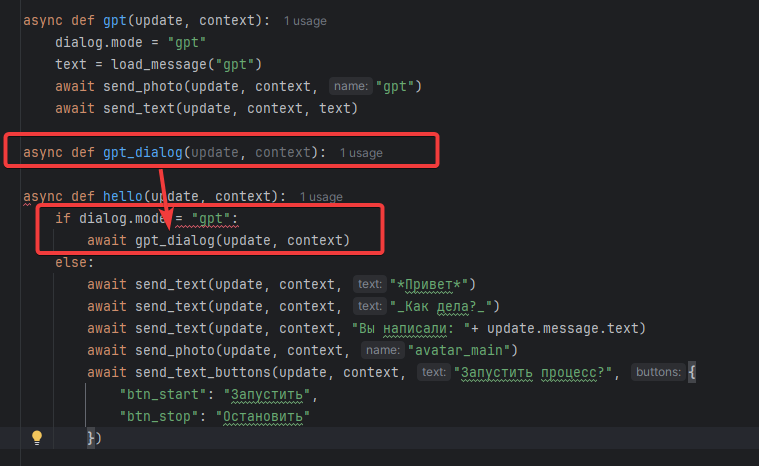 async def gpt(update, context): 1 usage
    dialog.mode = "gpt"
    text = load_message("gpt")
    await send_photo(update, context, name: "gpt")
    await send_text(update, context, text)
async def gpt_dialog(update, context): 1 usage
async def hello(update, context): 1 usage
    if dialog.mode = "gpt":
        await gpt_dialog(update, context)
    else:
        await send_text(update, context, text: "*Привет*")
        await send_text(update, context, text: "_Как дела?_")
        await send_text(update, context, "Вы написали: "+ update.message.text)
        await send_photo(update, context, name: "avatar_main")
        await send_text_buttons(update, context, text: "Запустить процесс?", buttons: {
            "btn_start": "Запустить",
            "btn_stop": "Остановить"
        })